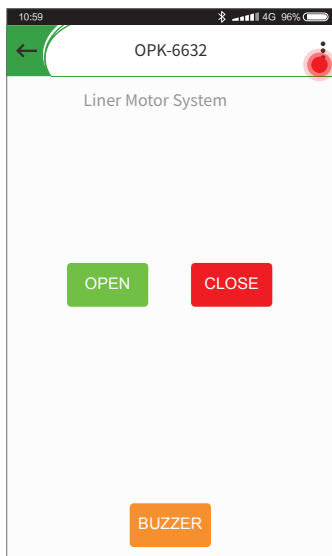 10:59 4G 96%
OPK-6632
Liner Motor System
OPEN CLOSE
BUZZER